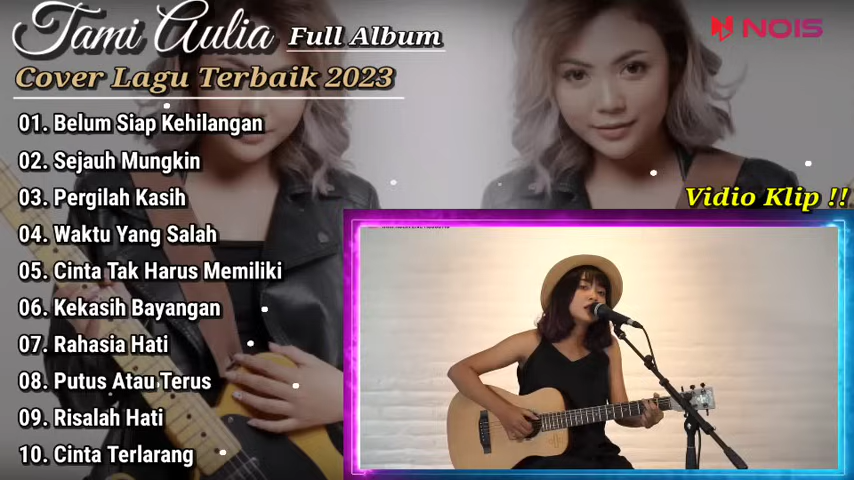 Tami Aulia Full Album
NOIS
Cover Lagu Terbaik 2023
01. Belum Siap Kehilangan
02. Sejauh Mungkin
03. Pergilah Kasih
Vidio Klip !!
04. Waktu Yang Salah
05. Cinta Tak Harus Memiliki
06. Kekasih Bayangan
07. Rahasia Hati
08. Putus Atau Terus
09. Risalah Hati
10. Cinta Terlarang